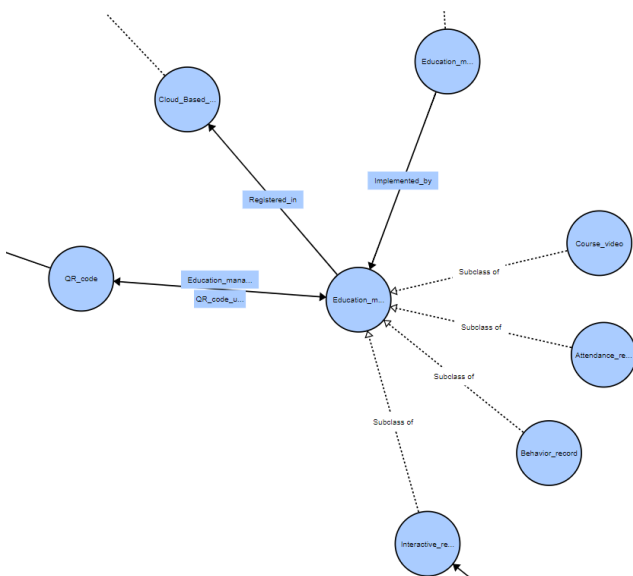 Education_m...
Cloud_Based_...
Implemented_by
Registered_in
Course_video
Subclass of
QR_code
Education_mana...
QR_code_u...
Education_m...
Subclass of
Attendance_re...
Subclass of
Behavior_record
Subclass of
Interactive_re...